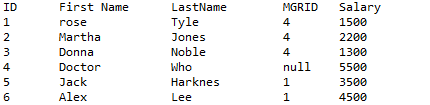 ID First Name LastName MGRID Salary
1 rose Tyle 4 1500
2 Martha Jones 4 2200
3 Donna Noble 4 1300
4 Doctor Who null 5500
5 Jack Harknes 1 3500
6 Alex Lee 1 4500